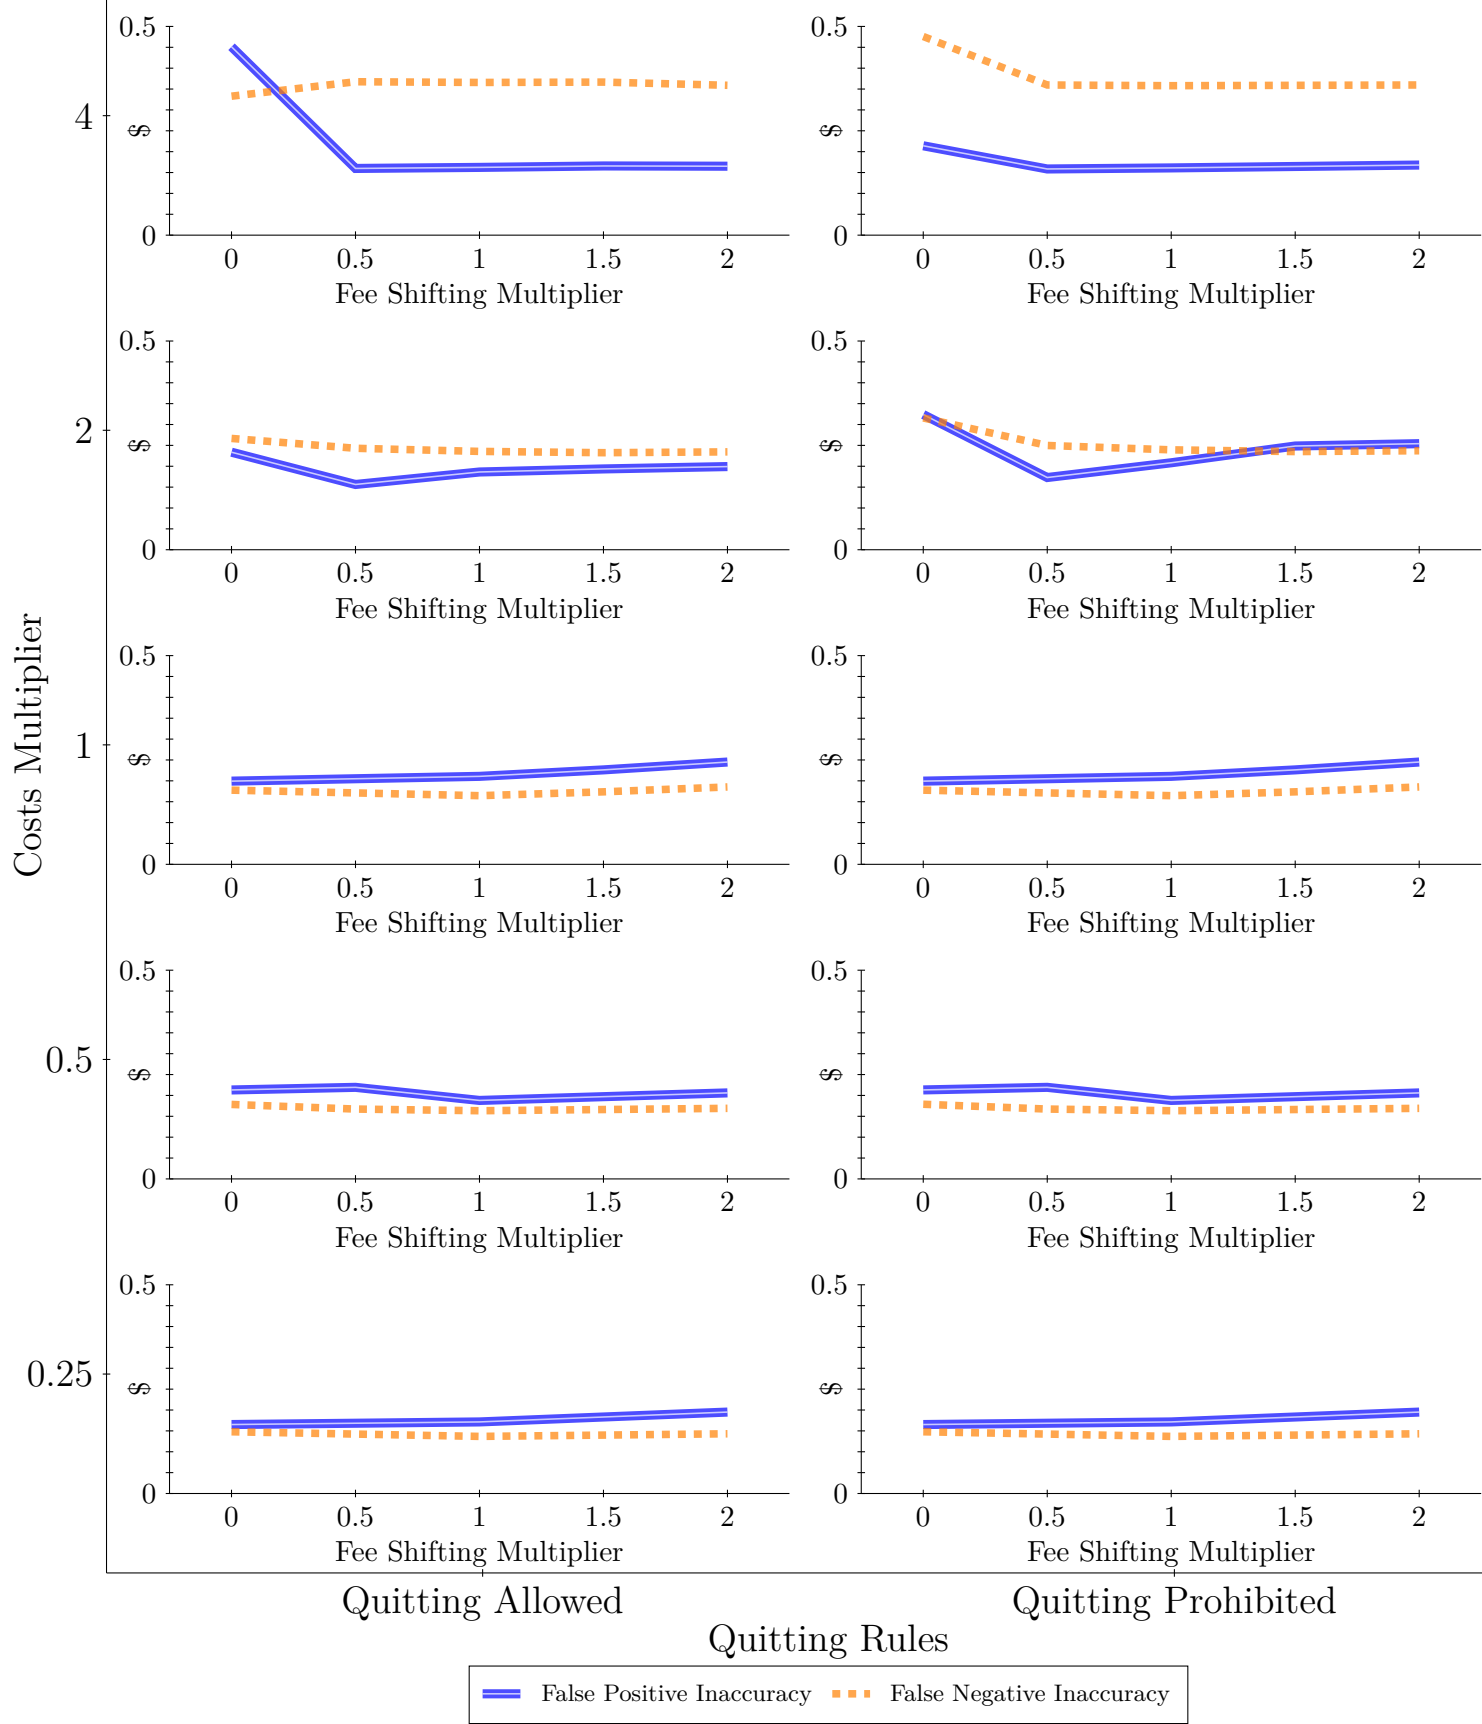 0.5 0.5
4 $ $
0 0
0 0.5 1 1.5 2 0 0.5 1 1.5 2
Fee Shifting Multiplier Fee Shifting Multiplier
0.5 0.5
2 $ $
0 0
0 0.5 1 1.5 2 0 0.5 1 1.5 2
Fee Shifting Multiplier Fee Shifting Multiplier
Costs Multiplier
0.5 0.5
1 $ $
0 0
0 0.5 1 1.5 2 0 0.5 1 1.5 2
Fee Shifting Multiplier Fee Shifting Multiplier
0.5 0.5
0.5 $ $
0 0
0 0.5 1 1.5 2 0 0.5 1 1.5 2
Fee Shifting Multiplier Fee Shifting Multiplier
0.5 0.5
0.25 $ $
0 0
0 0.5 1 1.5 2 0 0.5 1 1.5 2
Fee Shifting Multiplier Fee Shifting Multiplier
Quitting Allowed Quitting Prohibited
Quitting Rules
False Positive Inaccuracy False Negative Inaccuracy